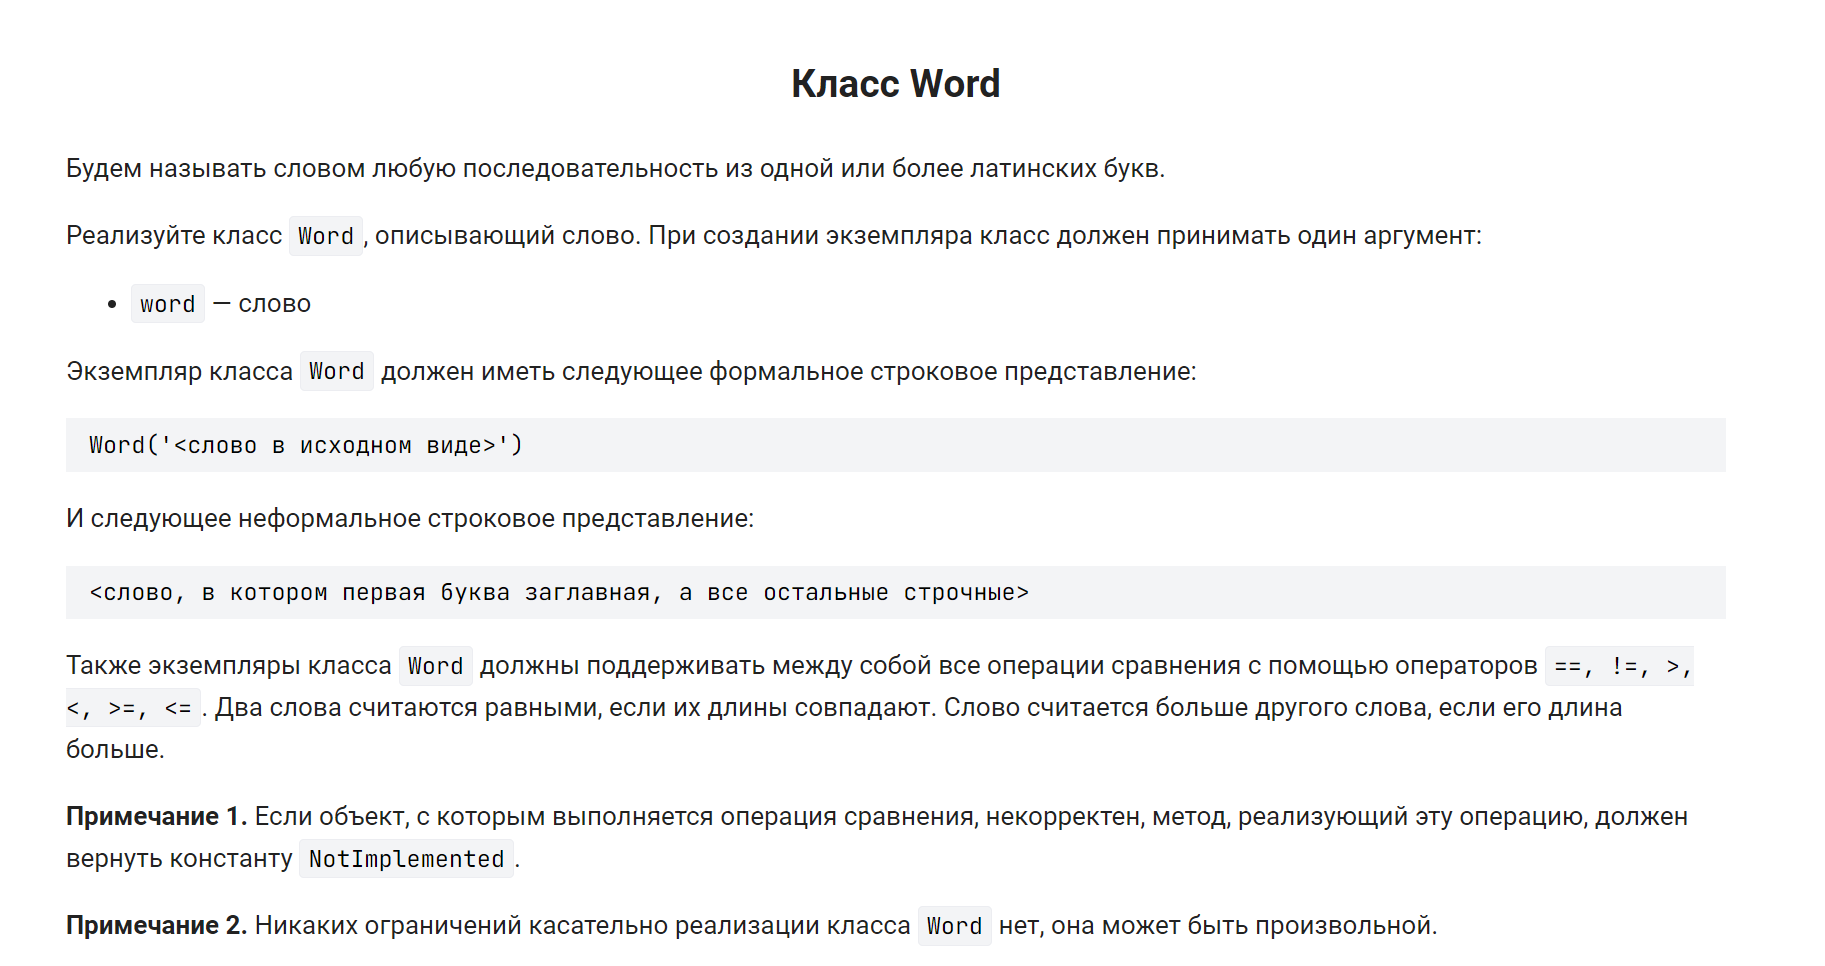 Класс Word
Будем называть словом любую последовательность из одной или более латинских букв.
Реализуйте класс Word, описывающий слово. При создании экземпляра класс должен принимать один аргумент:
• word — слово
Экземпляр класса Word должен иметь следующее формальное строковое представление:
Word('<слово в исходном виде>')
И следующее неформальное строковое представление:
<слово, в котором первая буква заглавная, а все остальные строчные>
Также экземпляры класса Word должны поддерживать между собой все операции сравнения с помощью операторов ==, !=, >,
<, >=, <=. Два слова считаются равными, если их длины совпадают. Слово считается больше другого слова, если его длина
больше.
Примечание 1. Если объект, с которым выполняется операция сравнения, некорректен, метод, реализующий эту операцию, должен
вернуть константу NotImplemented.
Примечание 2. Никаких ограничений касательно реализации класса Word нет, она может быть произвольной.